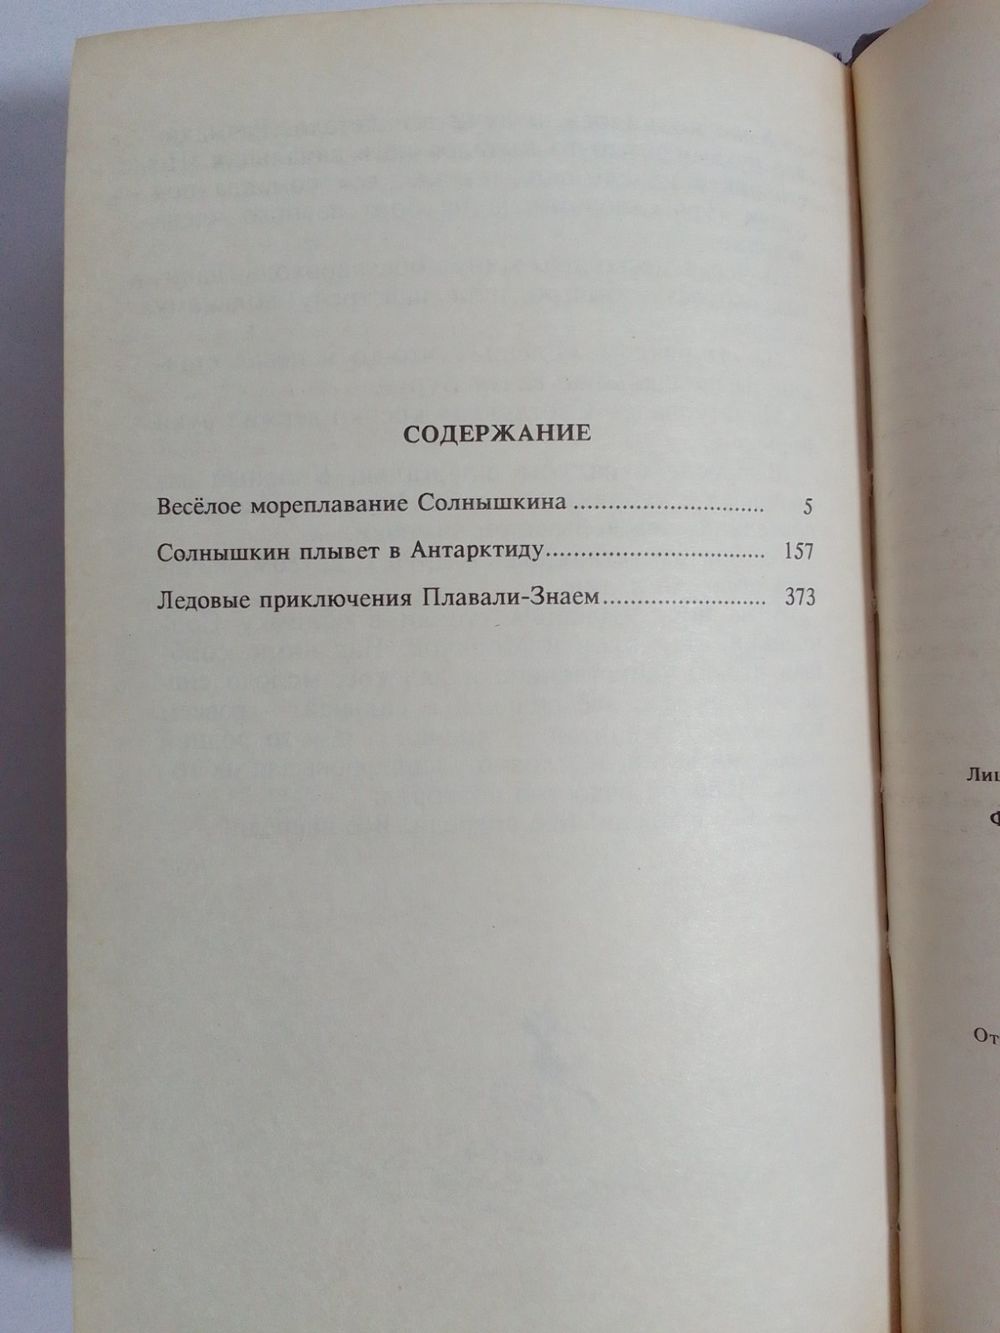 СОДЕРЖАНИЕ
Весёлое мореплавание Солнышкина ........................... 5
Солнышкин плывет в Антарктиду............................... 157
Ледовые приключения Плавали-Знаем....................... 373